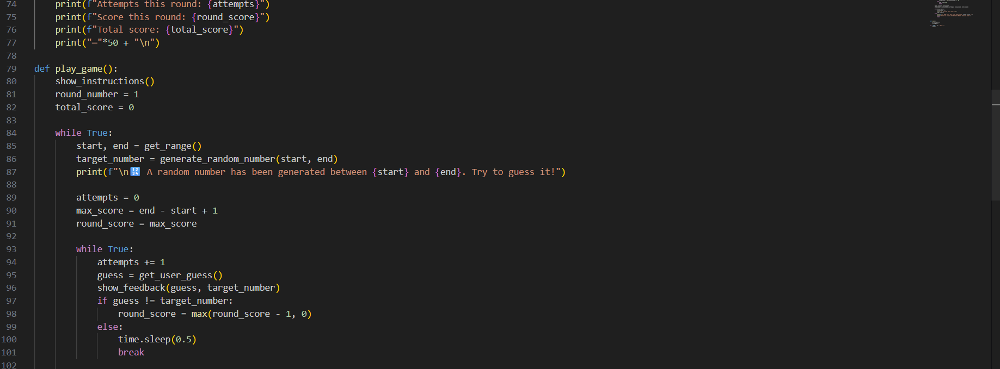 74 print(f"Attempts this round: {attempts}")
75 print(f"Score this round: {round_score}")
76 print(f"Total score: {total_score}")
77 print("="*50 + "\n")
78
79 def play_game():
80 show_instructions()
81 round_number = 1
82 total_score = 0
83
84 while True:
85 start, end = get_range()
86 target_number = generate_random_number(start, end)
87 print(f"\n🔢 A random number has been generated between {start} and {end}. Try to guess it!")
88
89 attempts = 0
90 max_score = end - start + 1
91 round_score = max_score
92
93 while True:
94 attempts += 1
95 guess = get_user_guess()
96 show_feedback(guess, target_number)
97 if guess != target_number:
98 round_score = max(round_score - 1, 0)
99 else:
100 time.sleep(0.5)
101 break
102